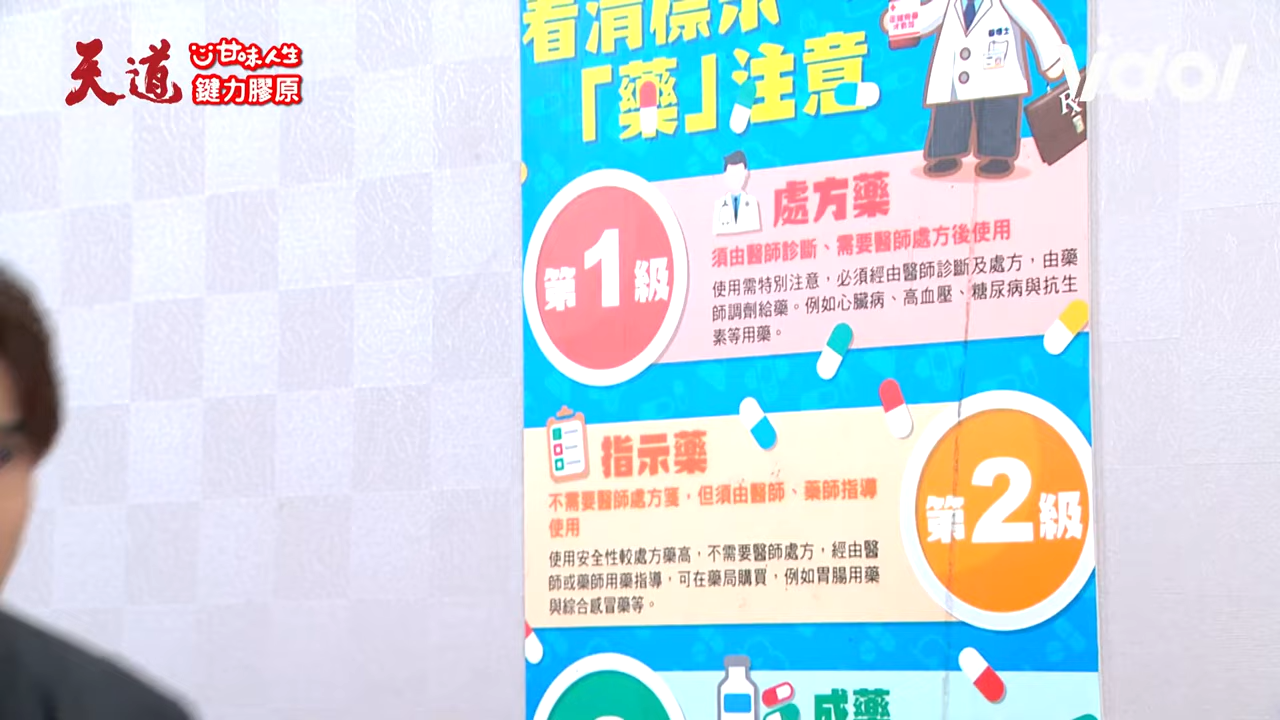 天道
甘味人生
鍵力膠原
vidol
看清標示
「藥」注意
Rx
第1級
處方藥
須由醫師診斷、需要醫師處方後使用
使用需特別注意，必須經由醫師診斷及處方，由藥
師調劑給藥。例如心臟病、高血壓、糖尿病與抗生
素等用藥。
指示藥
不需要醫師處方箋，但須由醫師、藥師指導
使用
使用安全性較處方藥高，不需要醫師處方，經由醫
師或藥師用藥指導，可在藥局購買，例如胃腸用藥
與綜合感冒藥等。
第2級
成藥